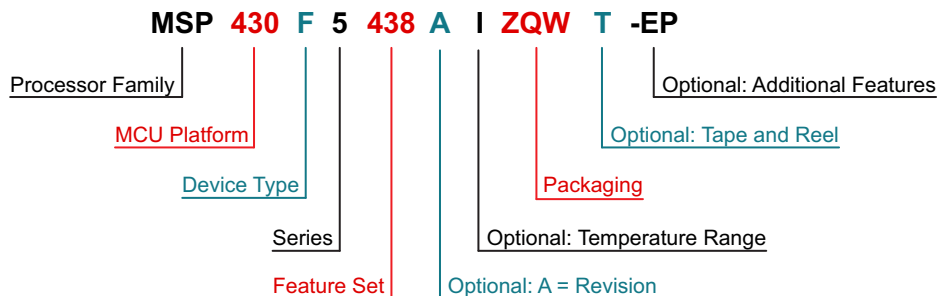 MSP 430 F 5 438 A I ZQW T -EP
Processor Family
Optional: Additional Features
MCU Platform
Optional: Tape and Reel
Device Type
Packaging
Series
Optional: Temperature Range
Feature Set
Optional: A = Revision